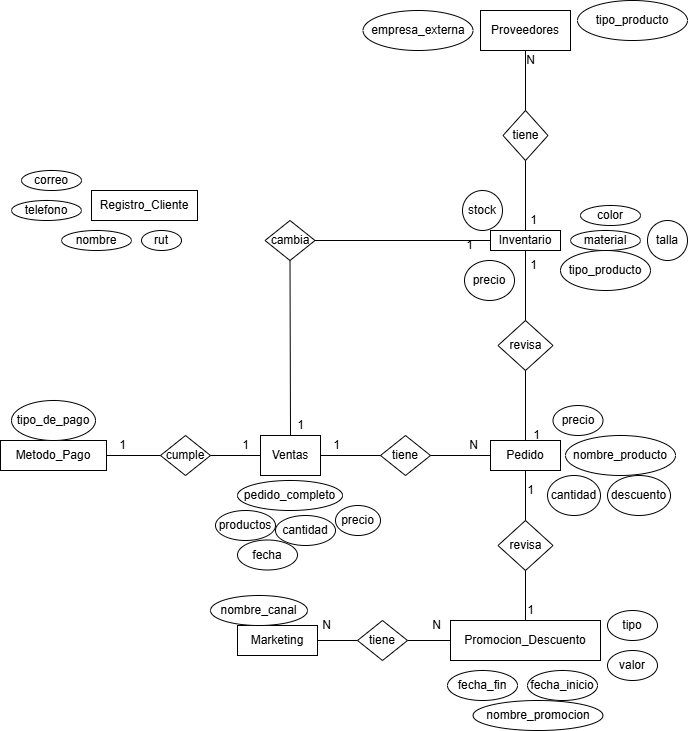 tipo_producto
empresa_externa
Proveedores
N
tiene
correo
telefono
Registro_Cliente
nombre
rut
stock
color
1
cambia
1
Inventario
material
talla
1
tipo_producto
precio
revisa
tipo_de_pago
precio
1
1
Metodo_Pago
1
cumple
1
Ventas
1
tiene
N
Pedido
nombre_producto
pedido_completo
1
cantidad
descuento
productos
cantidad
precio
fecha
revisa
nombre_canal
1
N
N
tipo
Marketing
tiene
Promocion_Descuento
valor
fecha_fin
fecha_inicio
nombre_promocion